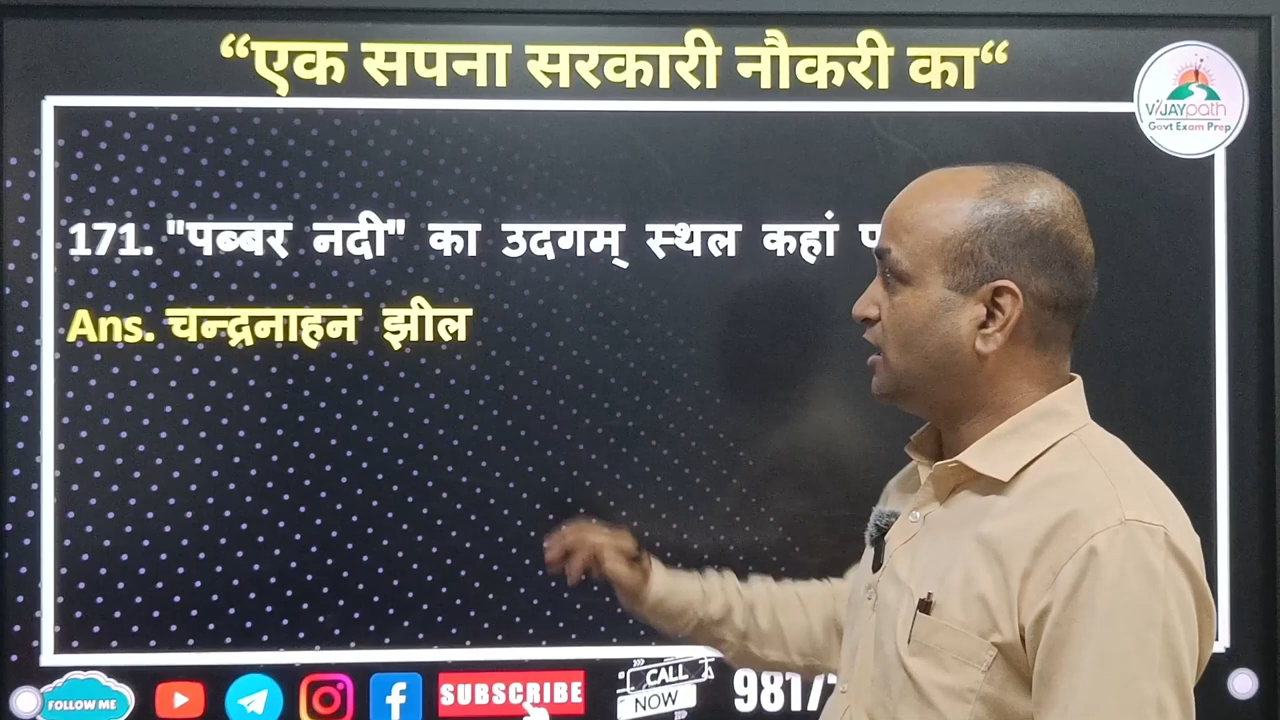 “एक सपना सरकारी नौकरी का“
VIJAYpath
Govt Exam Prep
171. "पब्बर नदी" का उदगम् स्थल कहां
Ans. चन्द्रनाहन झील
FOLLOW ME
SUBSCRIBE
CALL
NOW
981